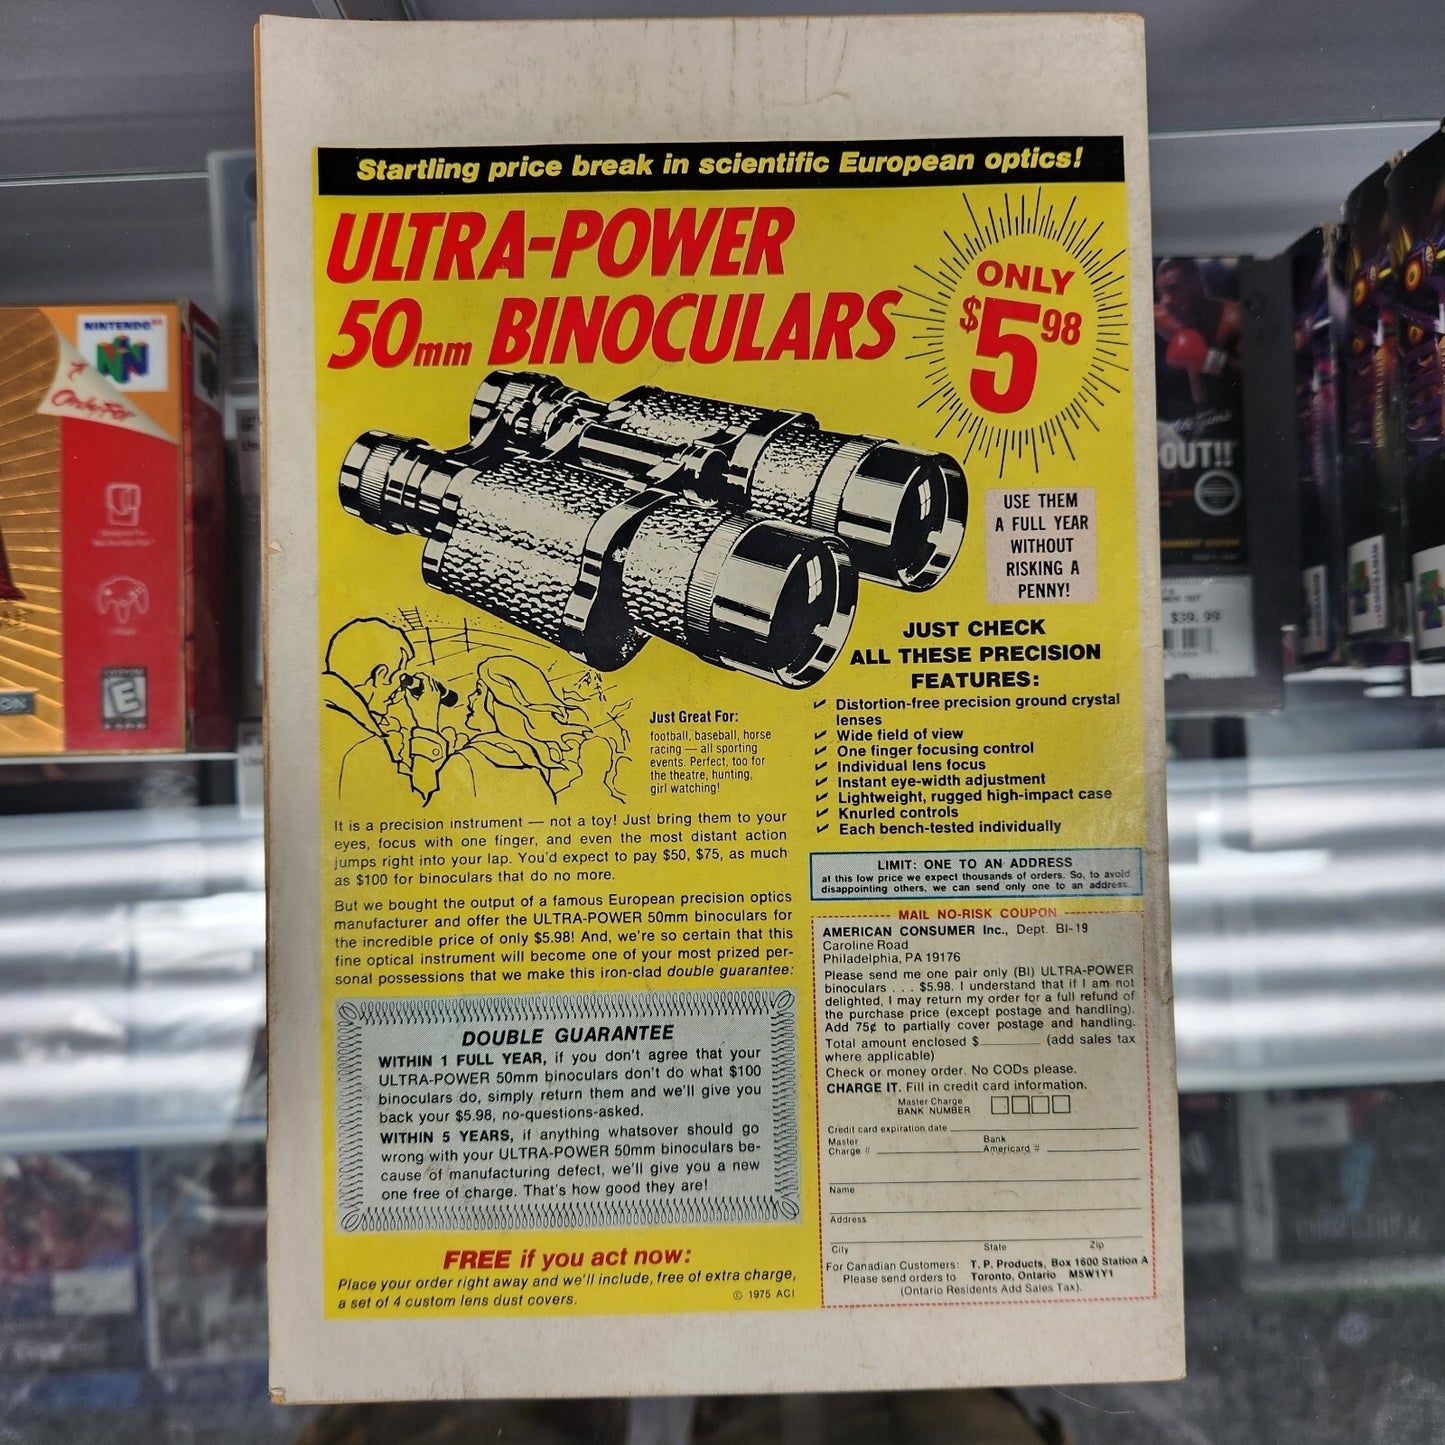 Startling price break in scientific European optics!
ULTRA-POWER
50mm BINOCULARS
ONLY
$5.98
USE THEM
A FULL YEAR
WITHOUT
RISKING A
PENNY!
JUST CHECK
ALL THESE PRECISION
FEATURES:
Distortion-free precision ground crystal
lenses
Wide field of view
One finger focusing control
Individual lens focus
Instant eye-width adjustment
Lightweight, rugged high-impact case
Knurled controls
Each bench-tested individually
Just Great For:
football, baseball, horse
racing — all sporting
events. Perfect, too for
the theatre, hunting,
girl watching!
It is a precision instrument — not a toy! Just bring them to your
eyes, focus with one finger, and even the most distant action
jumps right into your lap. You'd expect to pay $50, $75, as much
as $100 for binoculars that do no more.
But we bought the output of a famous European precision optics
manufacturer and offer the ULTRA-POWER 50mm binoculars for
the incredible price of only $5.98! And, we're so certain that this
fine optical instrument will become one of your most prized per-
sonal possessions that we make this iron-clad double guarantee:
DOUBLE GUARANTEE
WITHIN 1 FULL YEAR, if you don't agree that your
ULTRA-POWER 50mm binoculars don't do what $100
binoculars do, simply return them and we'll give you
back your $5.98, no-questions-asked.
WITHIN 5 YEARS, if anything whatsover should go
wrong with your ULTRA-POWER 50mm binoculars be-
cause of manufacturing defect, we'll give you a new
one free of charge. That's how good they are!
FREE if you act now:
Place your order right away and we'll include, free of extra charge,
a set of 4 custom lens dust covers.
© 1975 ACI
LIMIT: ONE TO AN ADDRESS
at this low price we expect thousands of orders. So, to avoid
disappointing others, we can send only one to an address.
MAIL NO-RISK COUPON
AMERICAN CONSUMER Inc., Dept. BI-19
Caroline Road
Philadelphia, PA 19176
Please send me one pair only (BI) ULTRA-POWER
binoculars . . . $5.98. I understand that if I am not
delighted, I may return my order for a full refund of
the purchase price (except postage and handling).
Add 75¢ to partially cover postage and handling.
Total amount enclosed $ (add sales tax
where applicable)
Check or money order. No CODs please.
CHARGE IT. Fill in credit card information.
Master Charge
BANK NUMBER
Credit card expiration date
Master
Charge #
Bank
Americard #
Name
Address
City State Zip
For Canadian Customers: T. P. Products, Box 1600 Station A
Please send orders to Toronto, Ontario M5W1Y1
(Ontario Residents Add Sales Tax).
NINTENDO 64
Only For
E
OUT!!
$39.99